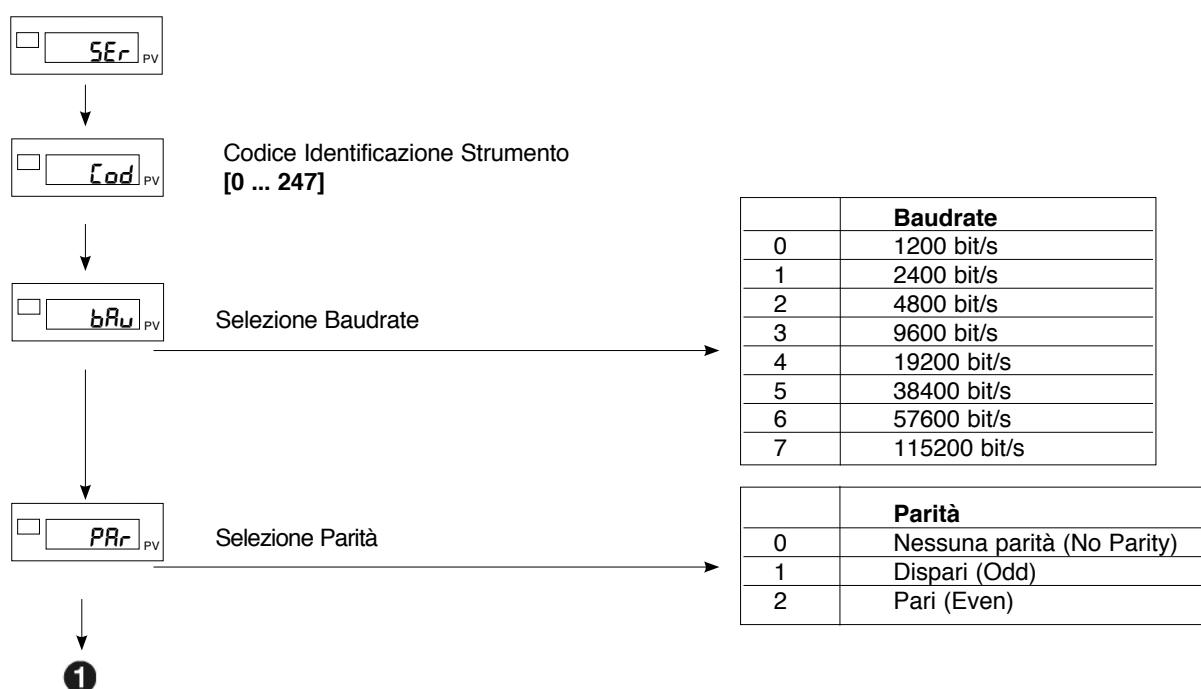 SEr PV
Cod PV
Codice Identificazione Strumento
[0 ... 247]
bAu PV
Selezione Baudrate
Baudrate
0 1200 bit/s
1 2400 bit/s
2 4800 bit/s
3 9600 bit/s
4 19200 bit/s
5 38400 bit/s
6 57600 bit/s
7 115200 bit/s
PAr PV
Selezione Parità
Parità
0 Nessuna parità (No Parity)
1 Dispari (Odd)
2 Pari (Even)
1